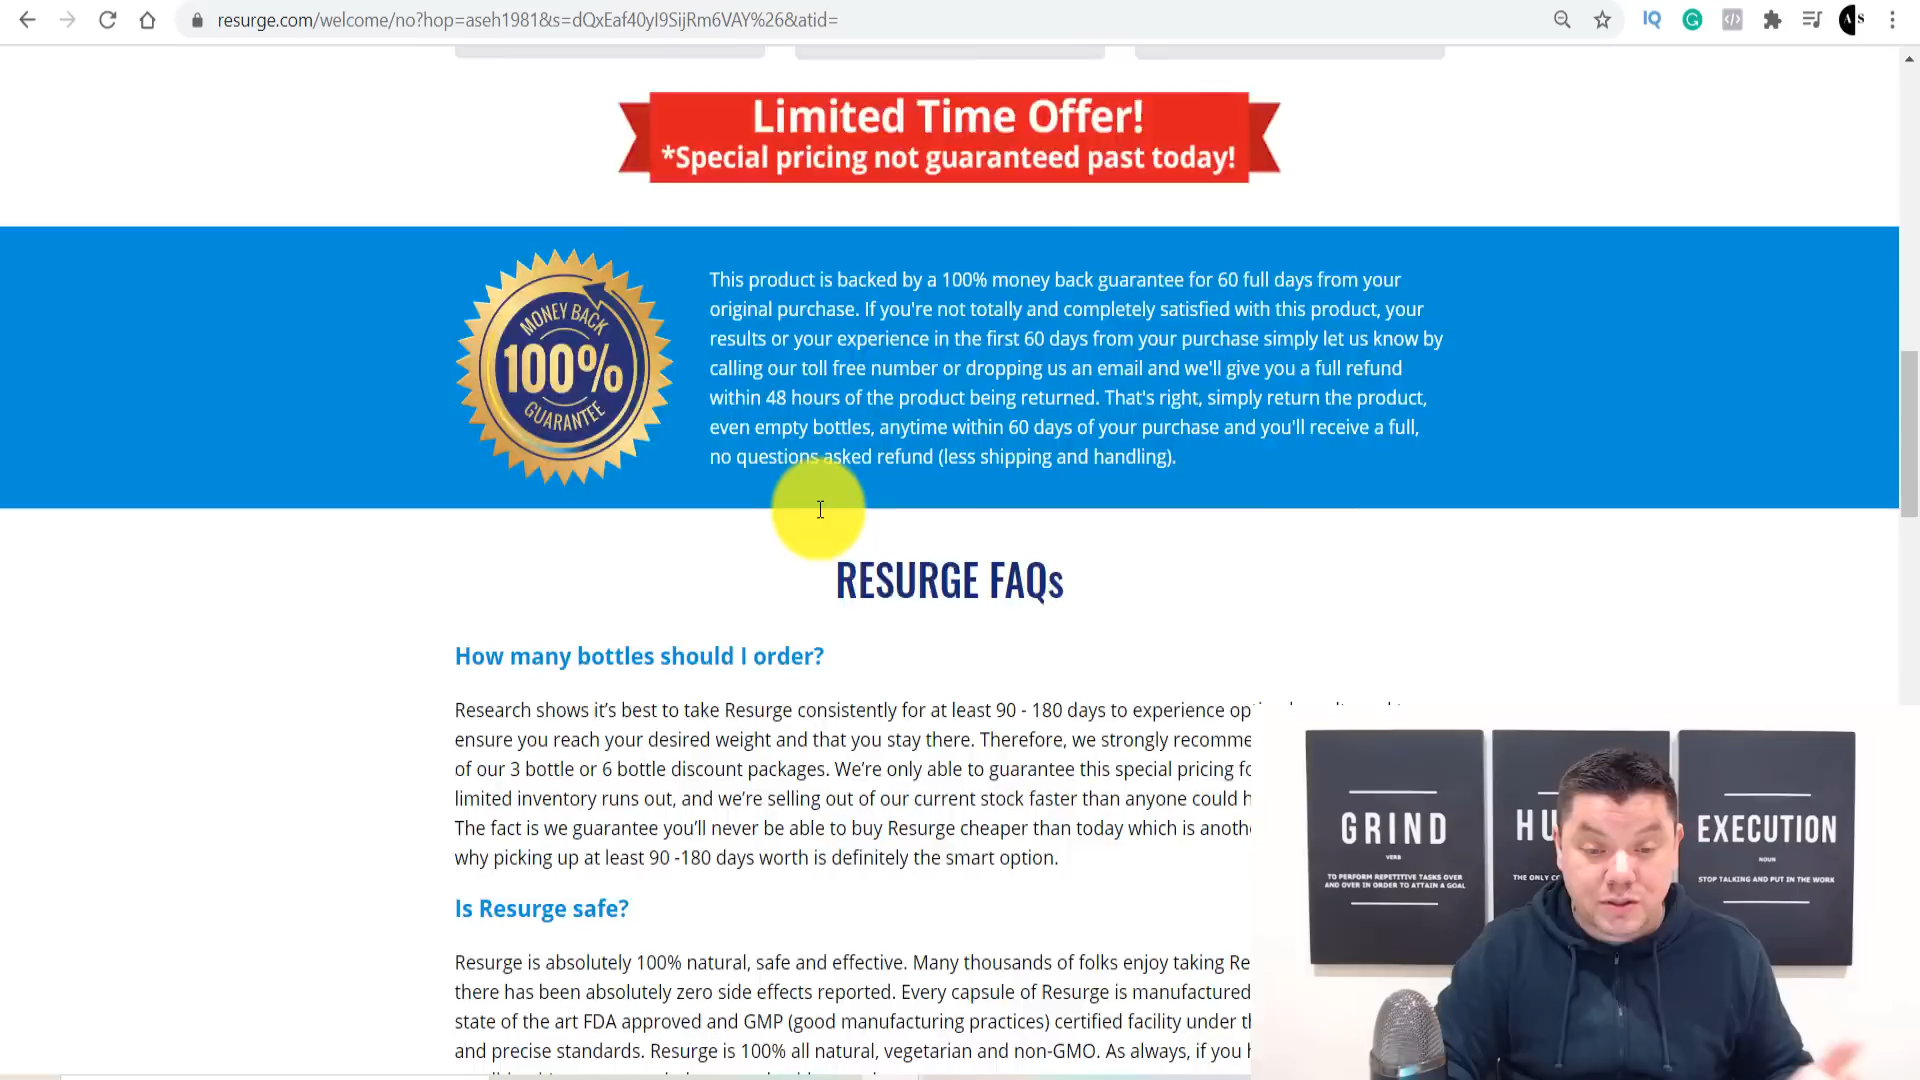 resurge.com/welcome/no?hop=aseh1981&s=dQxEaf40yI9SijRm6VAY%26&atid=
Limited Time Offer!
*Special pricing not guaranteed past today!
MONEY BACK
100%
GUARANTEE
This product is backed by a 100% money back guarantee for 60 full days from your
original purchase. If you're not totally and completely satisfied with this product, your
results or your experience in the first 60 days from your purchase simply let us know by
calling our toll free number or dropping us an email and we'll give you a full refund
within 48 hours of the product being returned. That's right, simply return the product,
even empty bottles, anytime within 60 days of your purchase and you'll receive a full,
no questions asked refund (less shipping and handling).
RESURGE FAQs
How many bottles should I order?
Research shows it’s best to take Resurge consistently for at least 90 - 180 days to experience
ensure you reach your desired weight and that you stay there. Therefore, we strongly
of our 3 bottle or 6 bottle discount packages. We’re only able to guarantee this special pricing
limited inventory runs out, and we’re selling out of our current stock faster than anyone could
The fact is we guarantee you’ll never be able to buy Resurge cheaper than today which is
why picking up at least 90 -180 days worth is definitely the smart option.
Is Resurge safe?
Resurge is absolutely 100% natural, safe and effective. Many thousands of folks enjoy taking
there has been absolutely zero side effects reported. Every capsule of Resurge is manufactured
state of the art FDA approved and GMP (good manufacturing practices) certified facility under
and precise standards. Resurge is 100% all natural, vegetarian and non-GMO. As always, if you
GRIND
VERB
TO PERFORM REPETITIVE TASKS OVER
AND OVER IN ORDER TO ATTAIN A GOAL
HU
THE ONLY
EXECUTION
NOUN
STOP TALKING AND PUT IN THE WORK